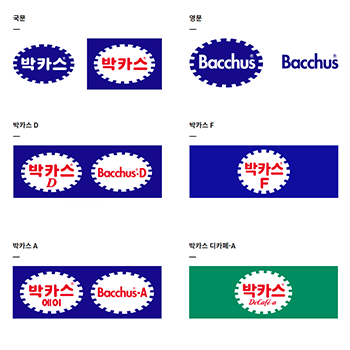 국문
영문
박카스
박카스
Bacchus
Bacchus®
박카스 D
박카스 F
박카스
D
Bacchus®-D
박카스
F
박카스 A
박카스 디카페-A
박카스
에이
Bacchus®-A
박카스
DeCafé-a